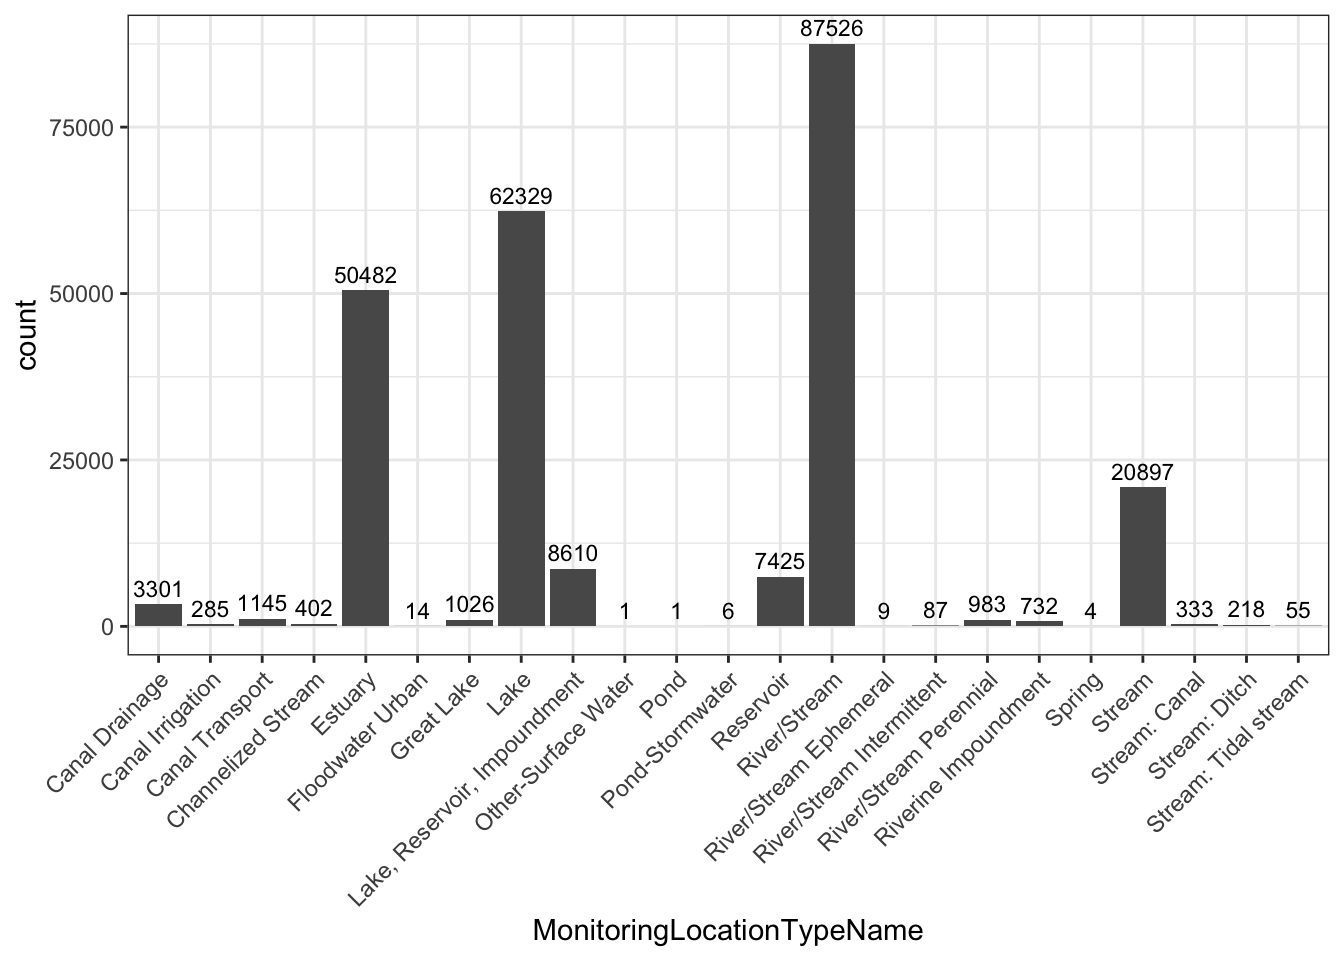 count
75000
50000
25000
0
3301
285
1145
402
50482
14
1026
62329
8610
1
1
6
7425
87526
9
87
983
732
4
20897
333
218
55
Canal Drainage
Canal Irrigation
Canal Transport
Channelized Stream
Estuary
Floodwater Urban
Great Lake
Lake
Lake, Reservoir, Impoundment
Other-Surface Water
Pond
Pond-Stormwater
Reservoir
River/Stream
River/Stream Ephemeral
River/Stream Intermittent
River/Stream Perennial
Riverine Impoundment
Spring
Stream
Stream: Canal
Stream: Ditch
Stream: Tidal stream
MonitoringLocationTypeName